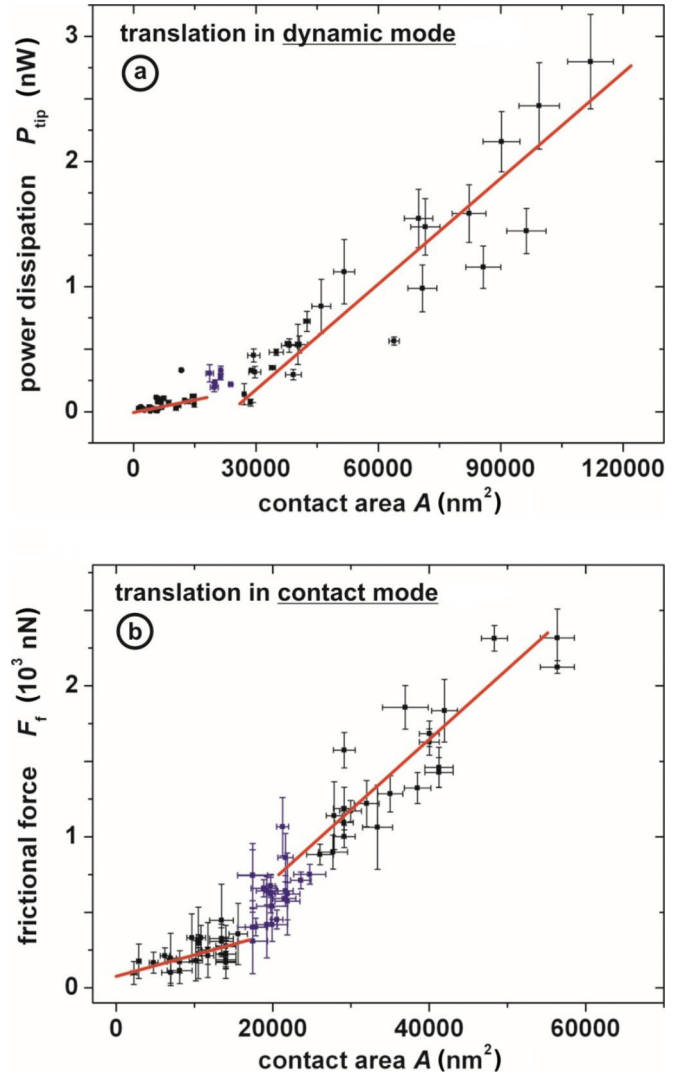 translation in dynamic mode
a
power dissipation P_tip (nW)
3
2
1
0
0 30000 60000 90000 120000
contact area A (nm²)
translation in contact mode
b
frictional force F_f (10³ nN)
2
1
0
0 20000 40000 60000
contact area A (nm²)